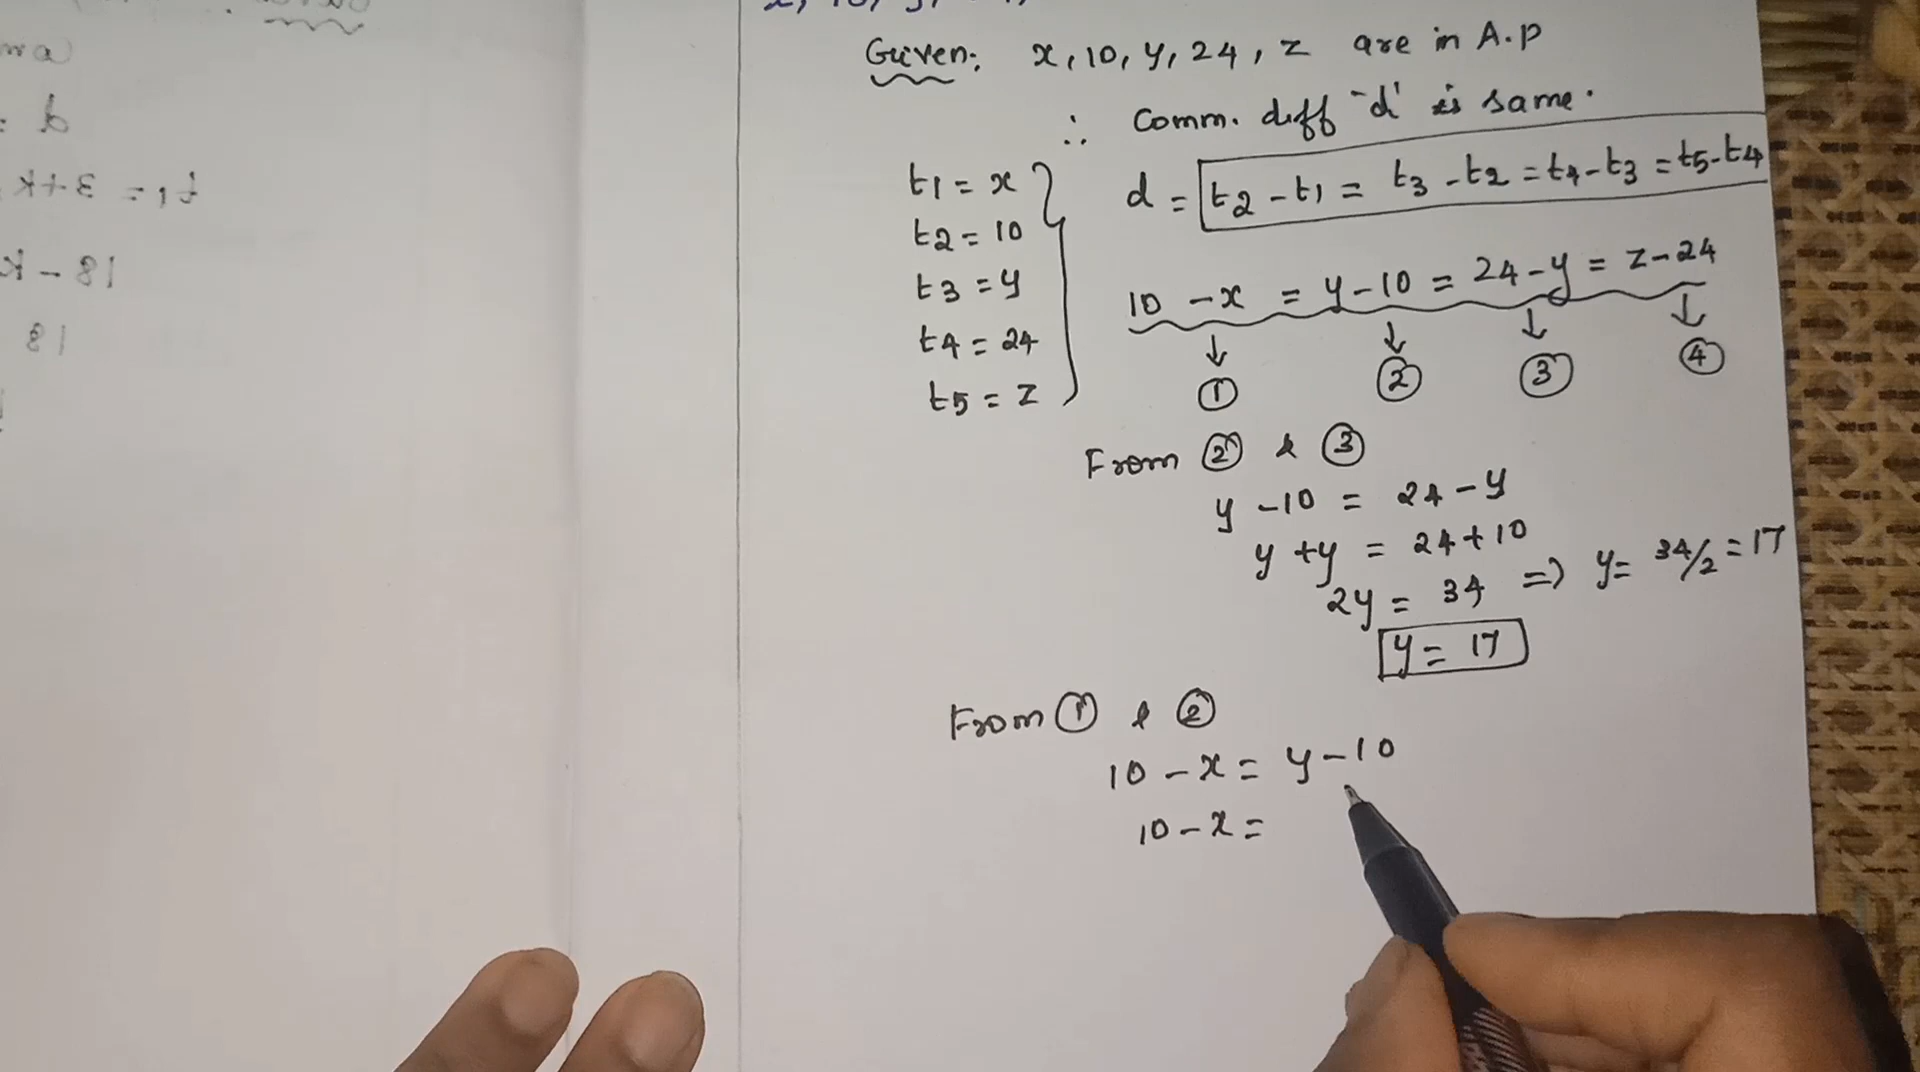 Given: x, 10, y, 24, z are in A.P
∴ Comm. diff 'd' is same.
t1 = x
t2 = 10
t3 = y
t4 = 24
t5 = z
d = t2 - t1 = t3 - t2 = t4 - t3 = t5 - t4
10 - x = y - 10 = 24 - y = z - 24
↓ ↓ ↓ ↓
① ② ③ ④
From ② & ③
y - 10 = 24 - y
y + y = 24 + 10
2y = 34 => y = 34/2 = 17
y = 17
From ① & ②
10 - x = y - 10
10 - x =